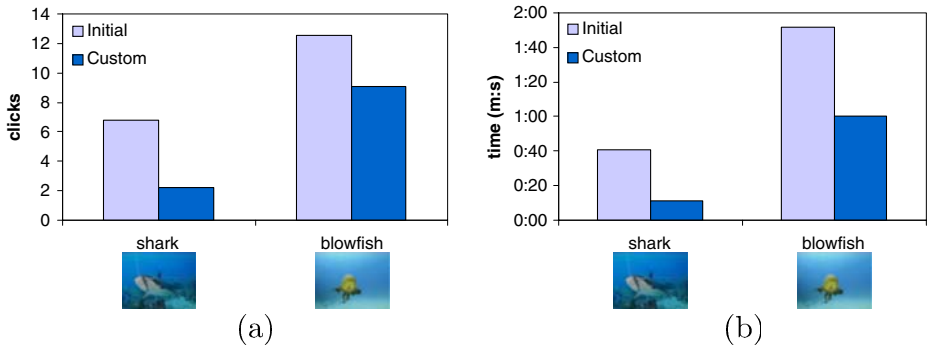 14
12
10
8
6
4
2
0
clicks
Initial
Custom
shark
blowfish
(a)
2:00
1:40
1:20
1:00
0:40
0:20
0:00
time (m:s)
Initial
Custom
shark
blowfish
(b)